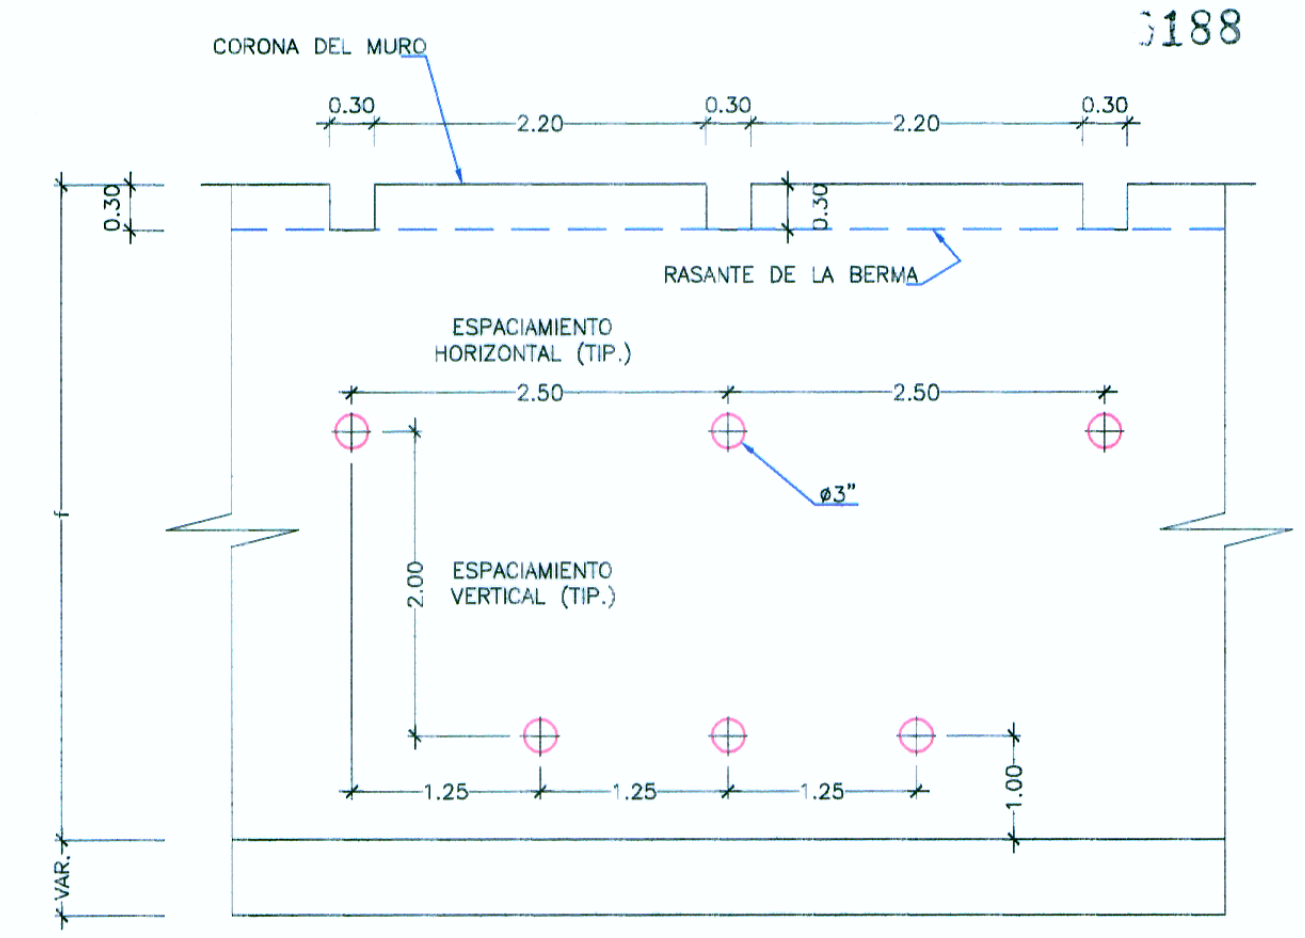 188
CORONA DEL MURO
0.30
0.30
0.30
2.20
2.20
0.30
0.30
RASANTE DE LA BERMA
ESPACIAMIENTO
HORIZONTAL (TIP.)
2.50
2.50
ø3"
f
2.00
ESPACIAMIENTO
VERTICAL (TIP.)
1.25
1.25
1.25
1.00
VAR.